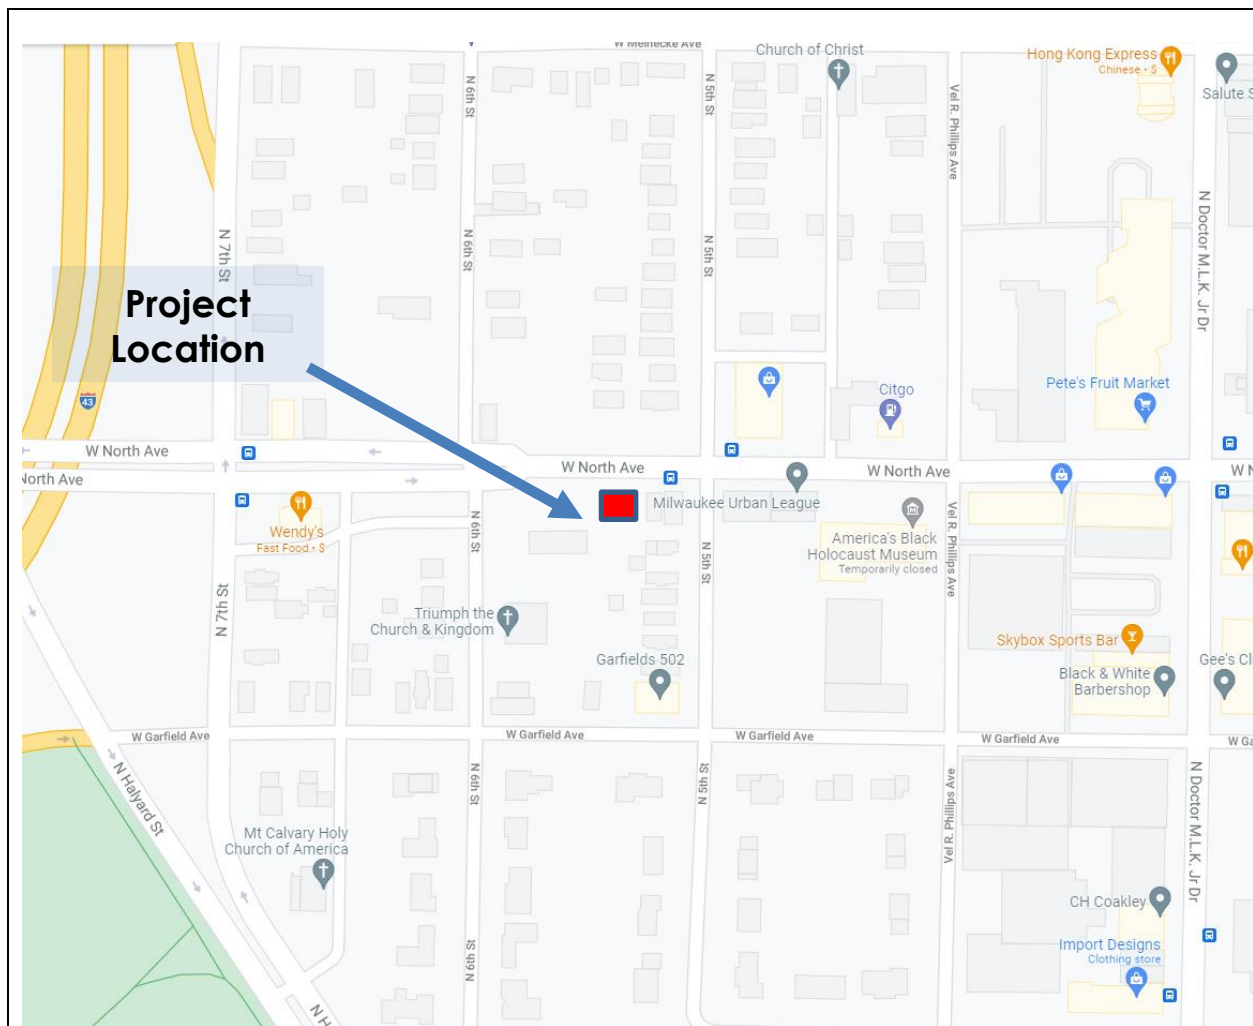 W Meinecke Ave
Church of Christ
Hong Kong Express
Chinese • $
Salute S
N 6th St
N 5th St
Vel R. Phillips Ave
N 7th St
N 6th St
N 5th St
N Doctor M.L.K. Jr Dr
Project
Location
43
Pete's Fruit Market
Citgo
W North Ave
W North Ave
W North Ave
W N
North Ave
Milwaukee Urban League
Wendy's
Fast Food • $
N 6th St
America's Black
Holocaust Museum
Temporarily closed
Vel R. Phillips Ave
N 5th St
N 7th St
Triumph the
Church & Kingdom
Skybox Sports Bar
Garfields 502
Black & White
Barbershop
Gee's Cli
W Garfield Ave
W Garfield Ave
W Garfield Ave
W Garfield Ave
W Ga
N Halyard St
N 6th St
N 5th St
Vel R. Phillips Ave
N Doctor M.L.K. Jr Dr
Mt Calvary Holy
Church of America
CH Coakley
Import Designs
Clothing store
N 6th St
N H